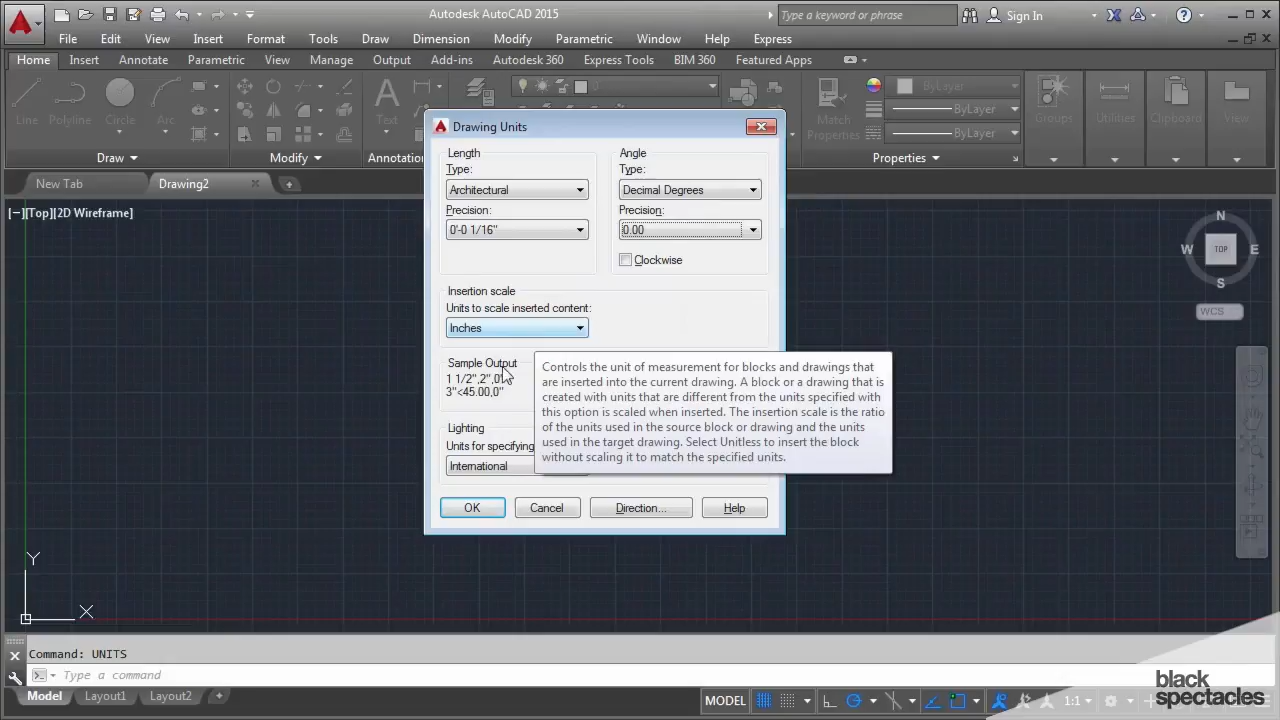 Autodesk AutoCAD 2015
Type a keyword or phrase
Sign In
File Edit View Insert Format Tools Draw Dimension Modify Parametric Window Help Express
Home Insert Annotate Parametric View Manage Output Add-ins Autodesk 360 Express Tools BIM 360 Featured Apps
Line Polyline Circle Arc Text Match Properties Groups Utilities Clipboard View
ByLayer
ByLayer
ByLayer
Draw Modify Annotation Properties
New Tab Drawing2
[−][Top][2D Wireframe]
Drawing Units
Length
Type:
Architectural
Precision:
0'-0 1/16"
Angle
Type:
Decimal Degrees
Precision:
0.00
Clockwise
Insertion scale
Units to scale inserted content:
Inches
Sample Output
1 1/2",2",0"
3"<45.00,0"
Lighting
Units for specifying
International
Controls the unit of measurement for blocks and drawings that
are inserted into the current drawing. A block or a drawing that is
created with units that are different from the units specified with
this option is scaled when inserted. The insertion scale is the ratio
of the units used in the source block or drawing and the units
used in the target drawing. Select Unitless to insert the block
without scaling it to match the specified units.
OK Cancel Direction... Help
N
W TOP E
S
WCS
Y
X
Command: UNITS
Type a command
Model Layout1 Layout2 +
MODEL 1:1
black
spectacles